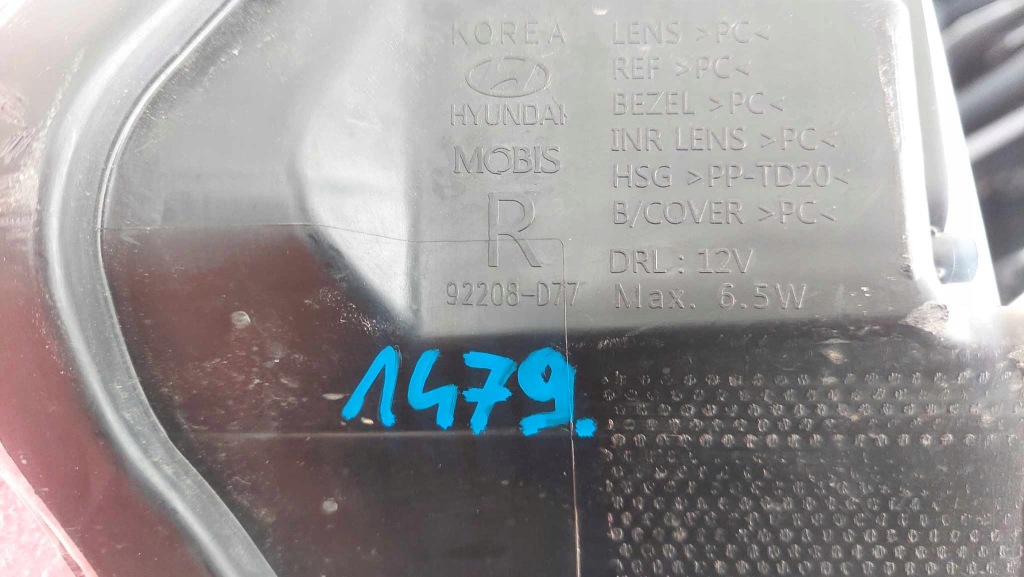 KOREA
HYUNDAI
MOBIS
R
92208-D77
LENS >PC<
REF >PC<
BEZEL >PC<
INR LENS >PC<
HSG >PP-TD20<
B/COVER >PC<
DRL: 12V
Max. 6.5W
1479.